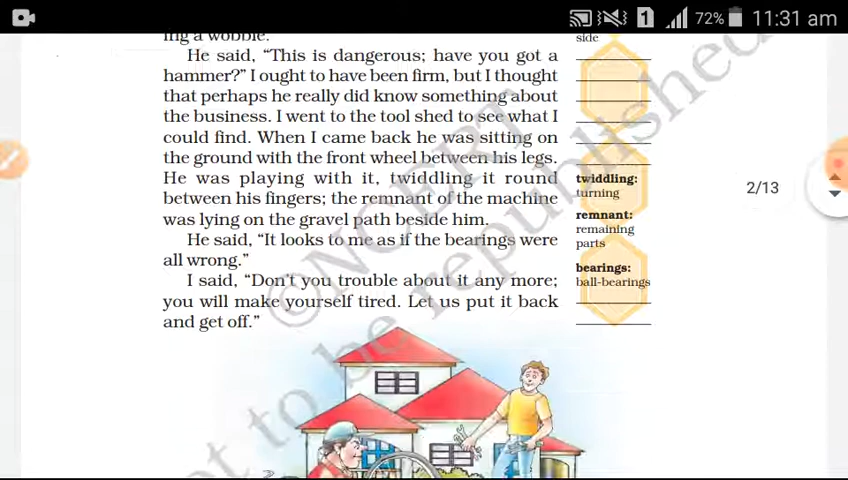 72% 11:31 am
ing a wobble.
He said, "This is dangerous; have you got a
hammer?" I ought to have been firm, but I thought
that perhaps he really did know something about
the business. I went to the tool shed to see what I
could find. When I came back he was sitting on
the ground with the front wheel between his legs.
He was playing with it, twiddling it round
between his fingers; the remnant of the machine
was lying on the gravel path beside him.
He said, "It looks to me as if the bearings were
all wrong."
I said, "Don't you trouble about it any more;
you will make yourself tired. Let us put it back
and get off."
side
twiddling:
turning
remnant:
remaining
parts
bearings:
ball-bearings
2/13
1
©NCERT
not to be republished